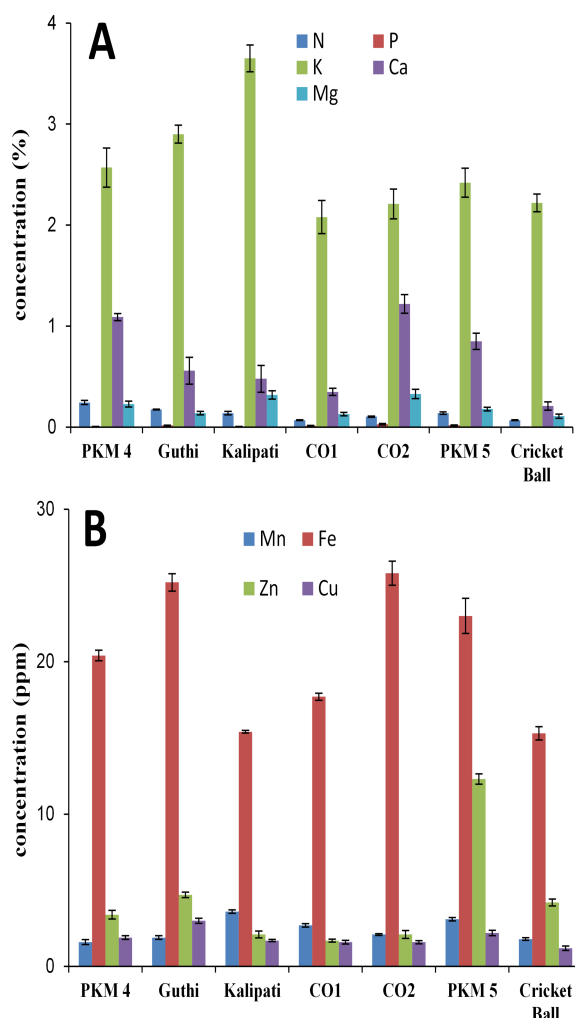 A
N P
K Ca
Mg
4
3
2
1
0
concentration (%)
PKM 4 Guthi Kalipati CO1 CO2 PKM 5 Cricket
Ball
B
Mn Fe
Zn Cu
30
20
10
0
concentration (ppm)
PKM 4 Guthi Kalipati CO1 CO2 PKM 5 Cricket
Ball